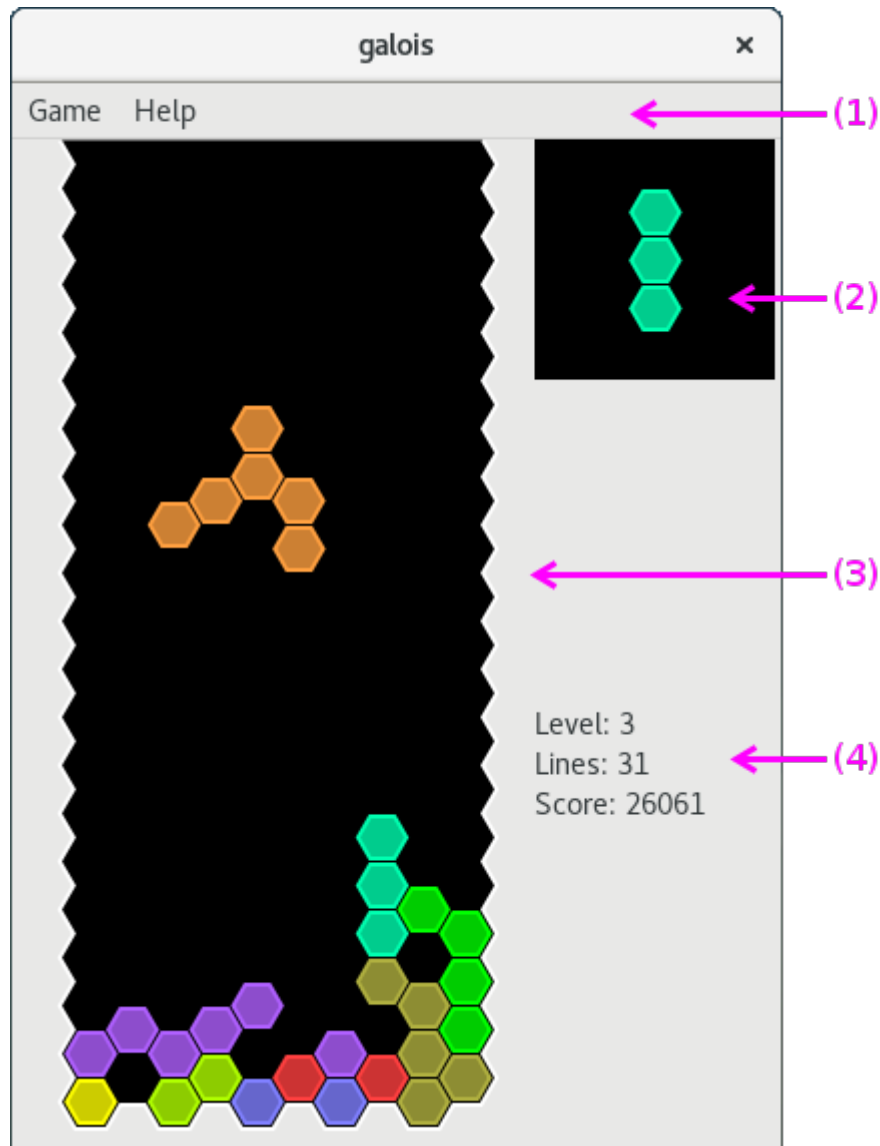 galois
Game Help
(1)
(2)
(3)
Level: 3
Lines: 31
Score: 26061
(4)